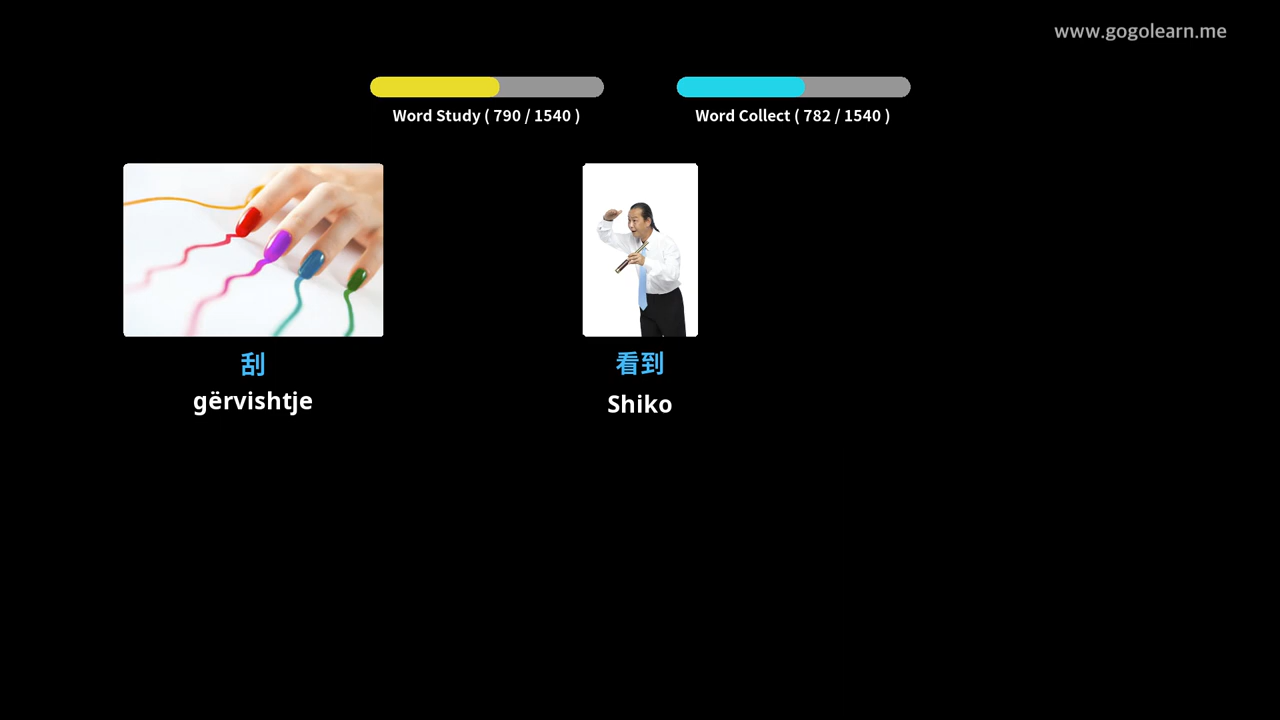 www.gogolearn.me
Word Study ( 790 / 1540 )
Word Collect ( 782 / 1540 )
刮
gërvishtje
看到
Shiko